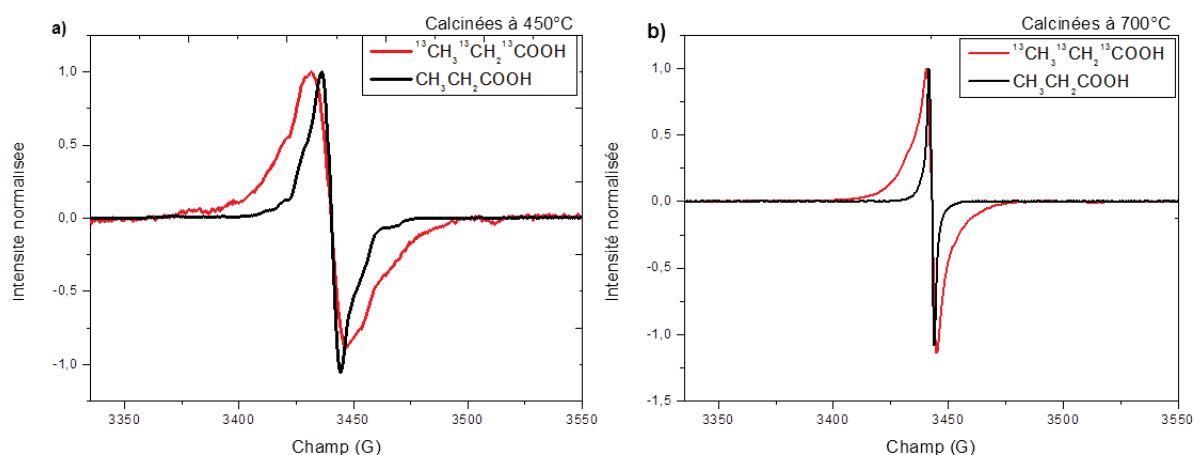 a)
Calcinées à 450°C
¹³CH₃¹³CH₂¹³COOH
CH₃CH₂COOH
1,0
0,5
0,0
-0,5
-1,0
Intensité normalisée
3350
3400
3450
3500
3550
Champ (G)
b)
Calcinées à 700°C
¹³CH₃¹³CH₂¹³COOH
CH₃CH₂COOH
1,0
0,5
0,0
-0,5
-1,0
-1,5
Intensité normalisée
3350
3400
3450
3500
3550
Champ (G)